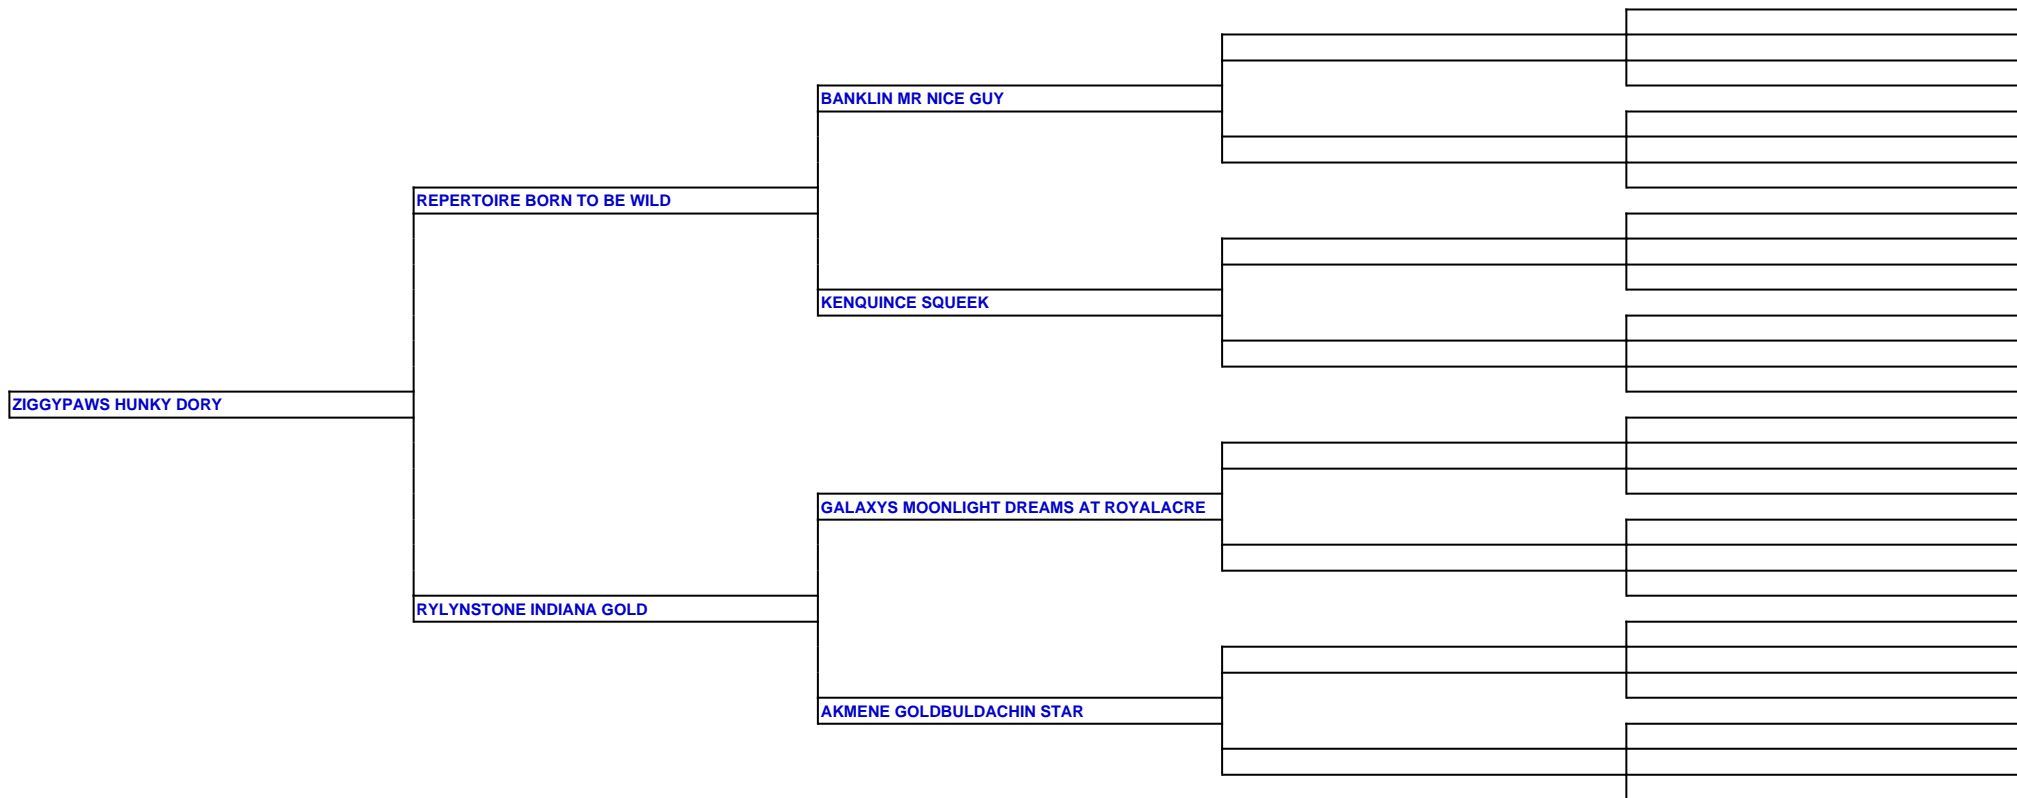 BANKLIN MR NICE GUY
REPERTOIRE BORN TO BE WILD
KENQUINCE SQUEEK
ZIGGYPAWS HUNKY DORY
GALAXYS MOONLIGHT DREAMS AT ROYALACRE
RYLYNSTONE INDIANA GOLD
AKMENE GOLDBULDACHIN STAR